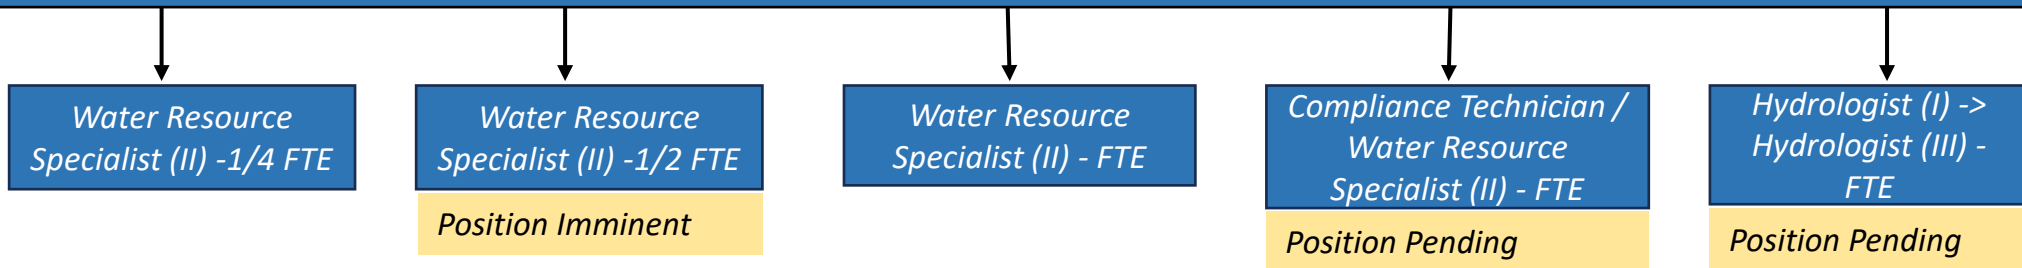 Water Resource
Specialist (II) -1/4 FTE
Water Resource
Specialist (II) -1/2 FTE
Position Imminent
Water Resource
Specialist (II) - FTE
Compliance Technician /
Water Resource
Specialist (II) - FTE
Position Pending
Hydrologist (I) ->
Hydrologist (III) -
FTE
Position Pending